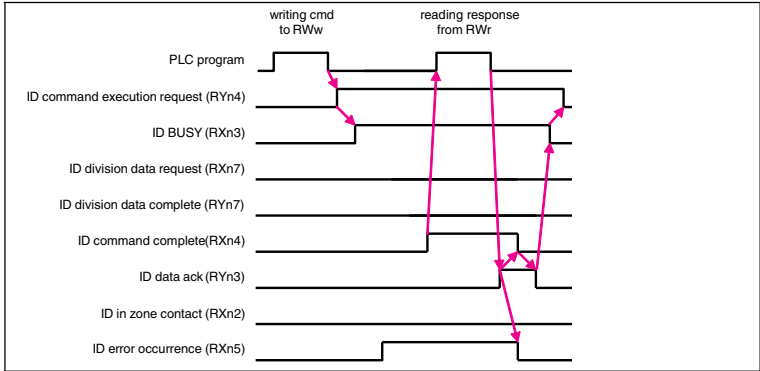 writing cmd
to RWw
reading response
from RWr
PLC program
ID command execution request (RYn4)
ID BUSY (RXn3)
ID division data request (RXn7)
ID division data complete (RYn7)
ID command complete(RXn4)
ID data ack (RYn3)
ID in zone contact (RXn2)
ID error occurrence (RXn5)